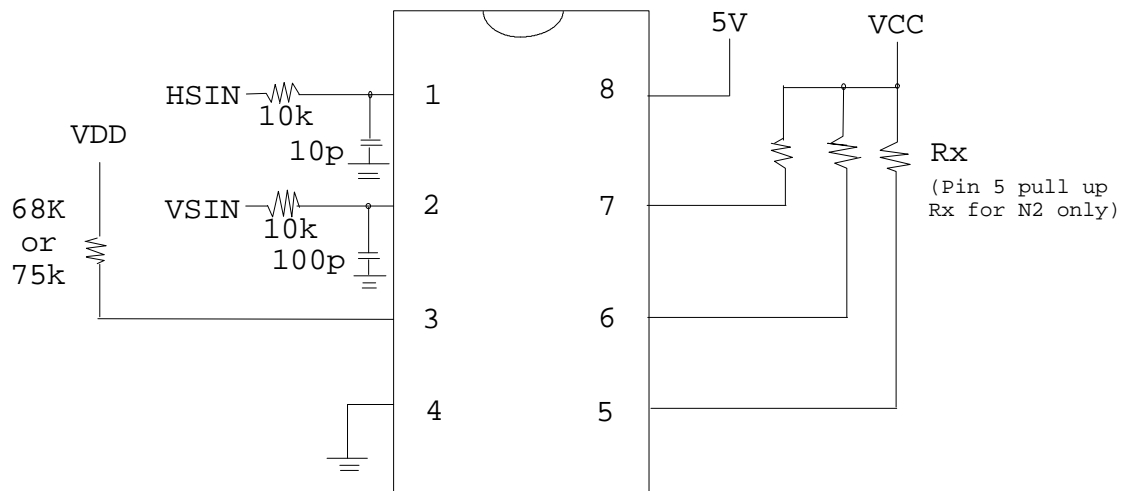 5V
VCC
HSIN
10k
10p
1
8
VDD
Rx
(Pin 5 pull up
Rx for N2 only)
68K
or
75k
VSIN
10k
100p
2
7
3
6
4
5